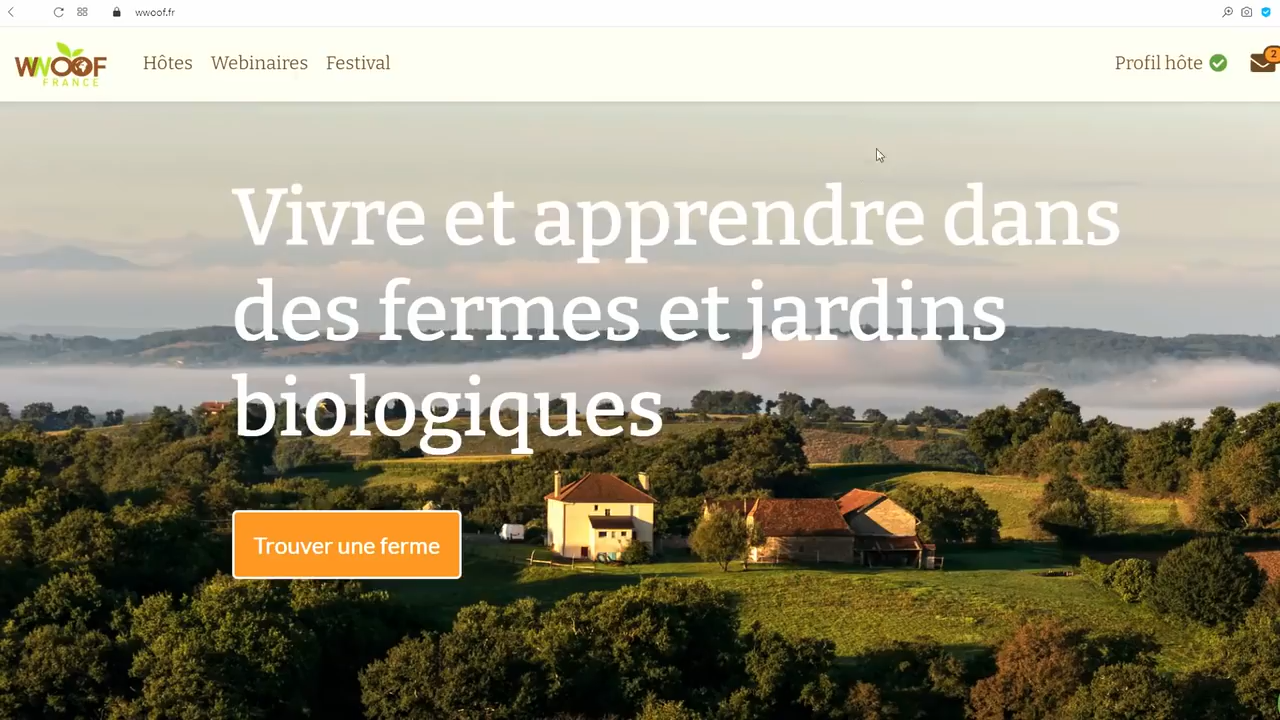 wwoof.fr
WWOOF
FRANCE
Hôtes
Webinaires
Festival
Profil hôte
2
Vivre et apprendre dans
des fermes et jardins
biologiques
Trouver une ferme